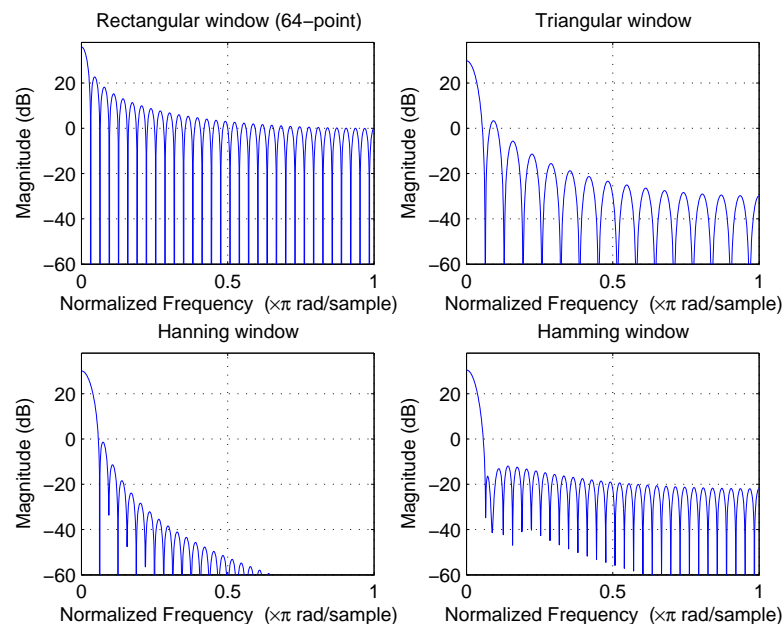 Rectangular window (64−point)
Magnitude (dB)
20
0
−20
−40
−60
0
0.5
1
Normalized Frequency (×π rad/sample)
Triangular window
Magnitude (dB)
20
0
−20
−40
−60
0
0.5
1
Normalized Frequency (×π rad/sample)
Hanning window
Magnitude (dB)
20
0
−20
−40
−60
0
0.5
1
Normalized Frequency (×π rad/sample)
Hamming window
Magnitude (dB)
20
0
−20
−40
−60
0
0.5
1
Normalized Frequency (×π rad/sample)